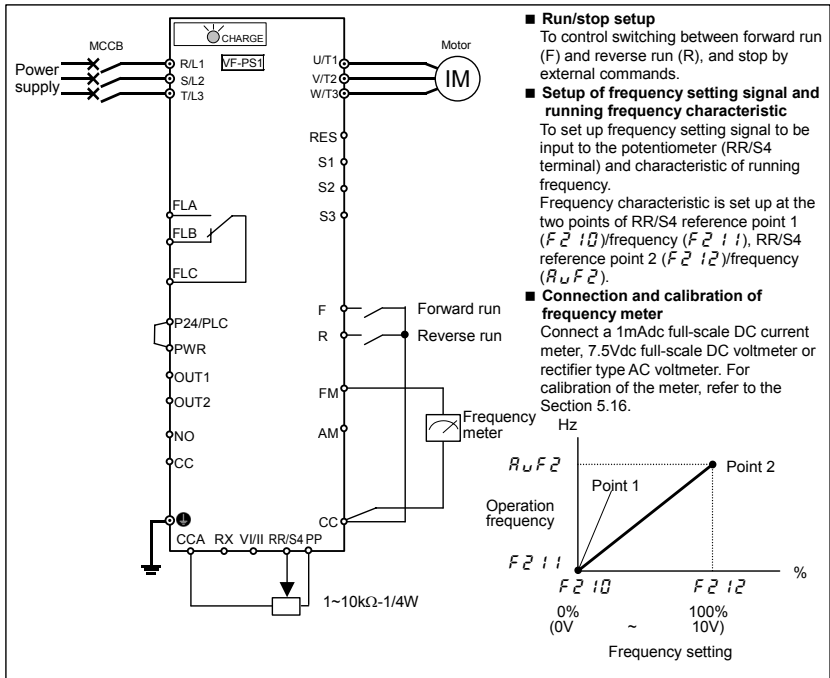 CHARGE
MCCB
Motor
Power
supply
R/L1
S/L2
T/L3
VF-PS1
U/T1
V/T2
W/T3
IM
RES
S1
S2
S3
FLA
FLB
FLC
P24/PLC
PWR
OUT1
OUT2
NO
CC
F
Forward run
R
Reverse run
FM
AM
Frequency
meter
CC
CCA RX VI/II RR/S4 PP
1~10kΩ-1/4W
■ Run/stop setup
To control switching between forward run
(F) and reverse run (R), and stop by
external commands.
■ Setup of frequency setting signal and
running frequency characteristic
To set up frequency setting signal to be
input to the potentiometer (RR/S4
terminal) and characteristic of running
frequency.
Frequency characteristic is set up at the
two points of RR/S4 reference point 1
(F210)/frequency (F211), RR/S4
reference point 2 (F212)/frequency
(AuF2).
■ Connection and calibration of
frequency meter
Connect a 1mAdc full-scale DC current
meter, 7.5Vdc full-scale DC voltmeter or
rectifier type AC voltmeter. For
calibration of the meter, refer to the
Section 5.16.
Hz
AuF2
Point 2
Point 1
Operation
frequency
F211
%
F210 F212
0% 100%
(0V ~ 10V)
Frequency setting